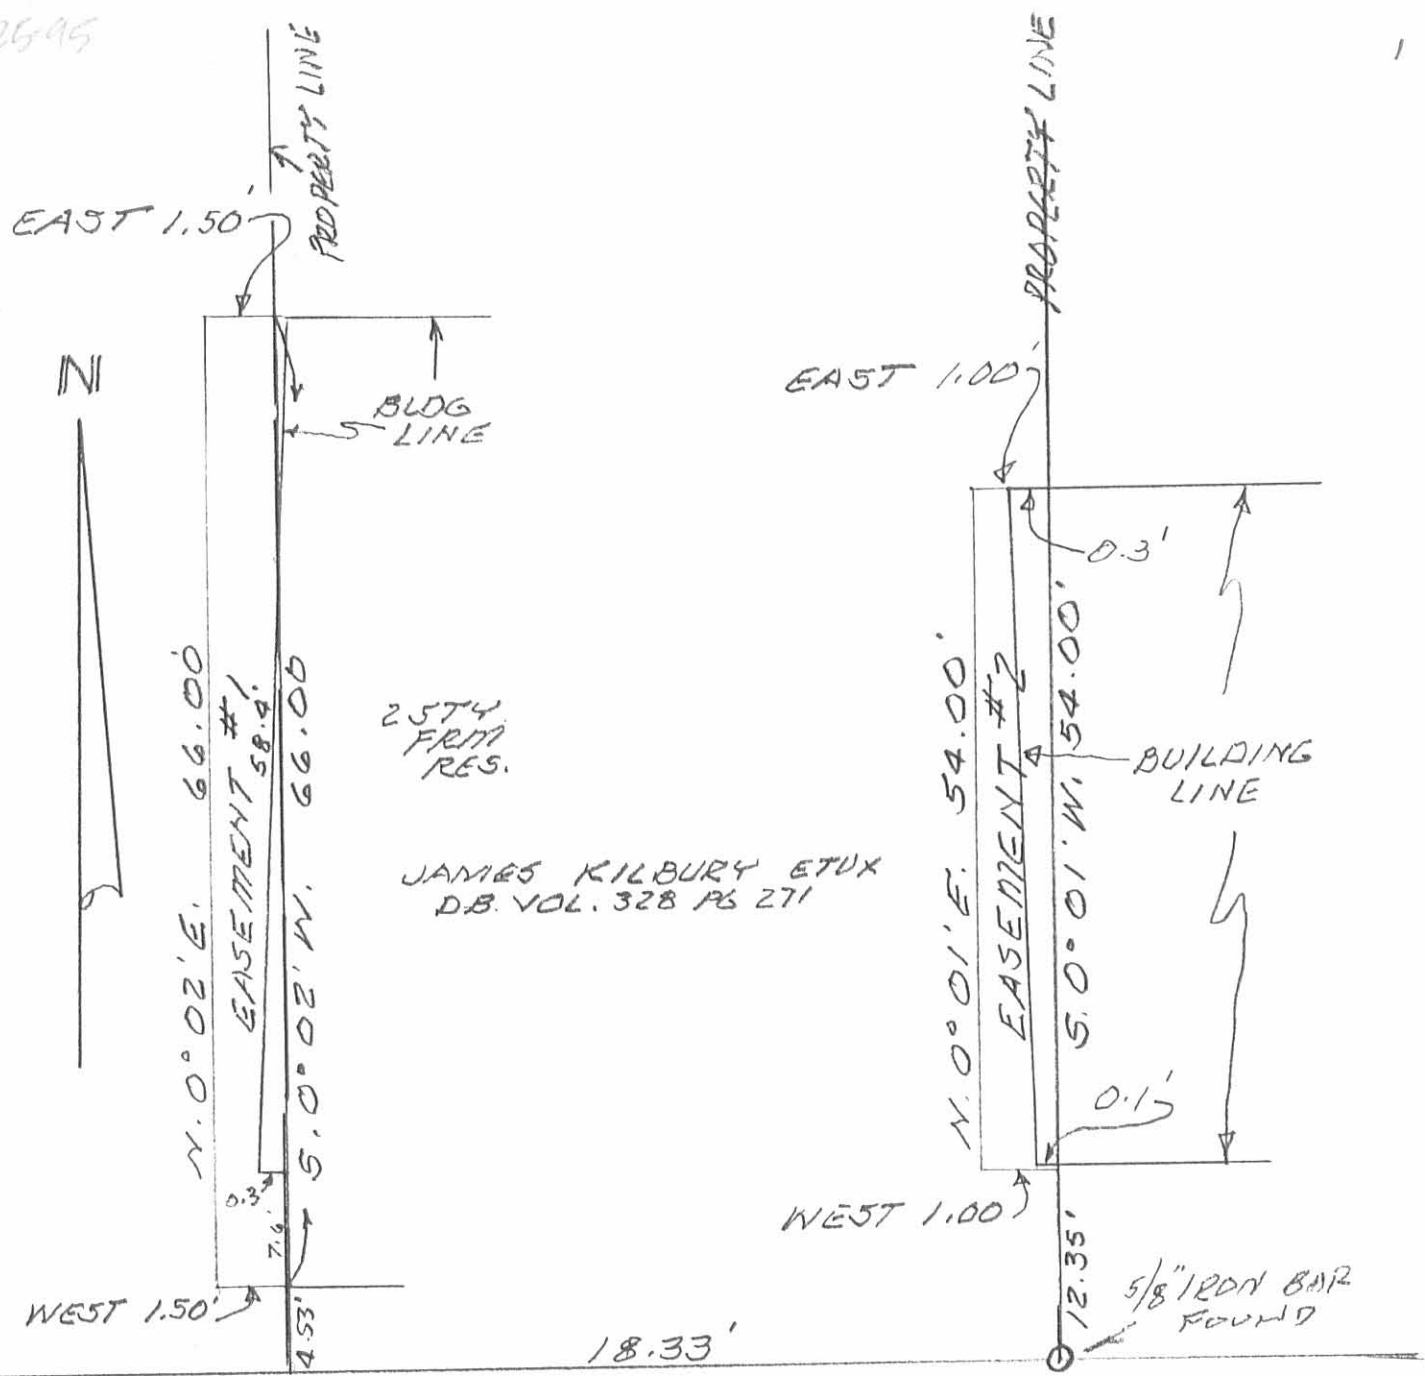 PROPERTY LINE
PROPERTY LINE
1
EAST 1.50'
N
BLDG
LINE
EAST 1.00'
0.3'
N. 0° 02' E. 66.00'
EASEMENT #1
58.4'
S. 0° 02' W. 66.00
2 STY.
FRM
RES.
JAMES KILBURY ETUX
D.B. VOL. 328 PG 271
N. 0° 01' E. 54.00'
EASEMENT #2
S. 0° 01' W. 54.00'
BUILDING
LINE
0.1'
0.3'
7.6'
WEST 1.00'
WEST 1.50'
4.53'
18.33'
12.35'
5/8" IRON BAR
FOUND